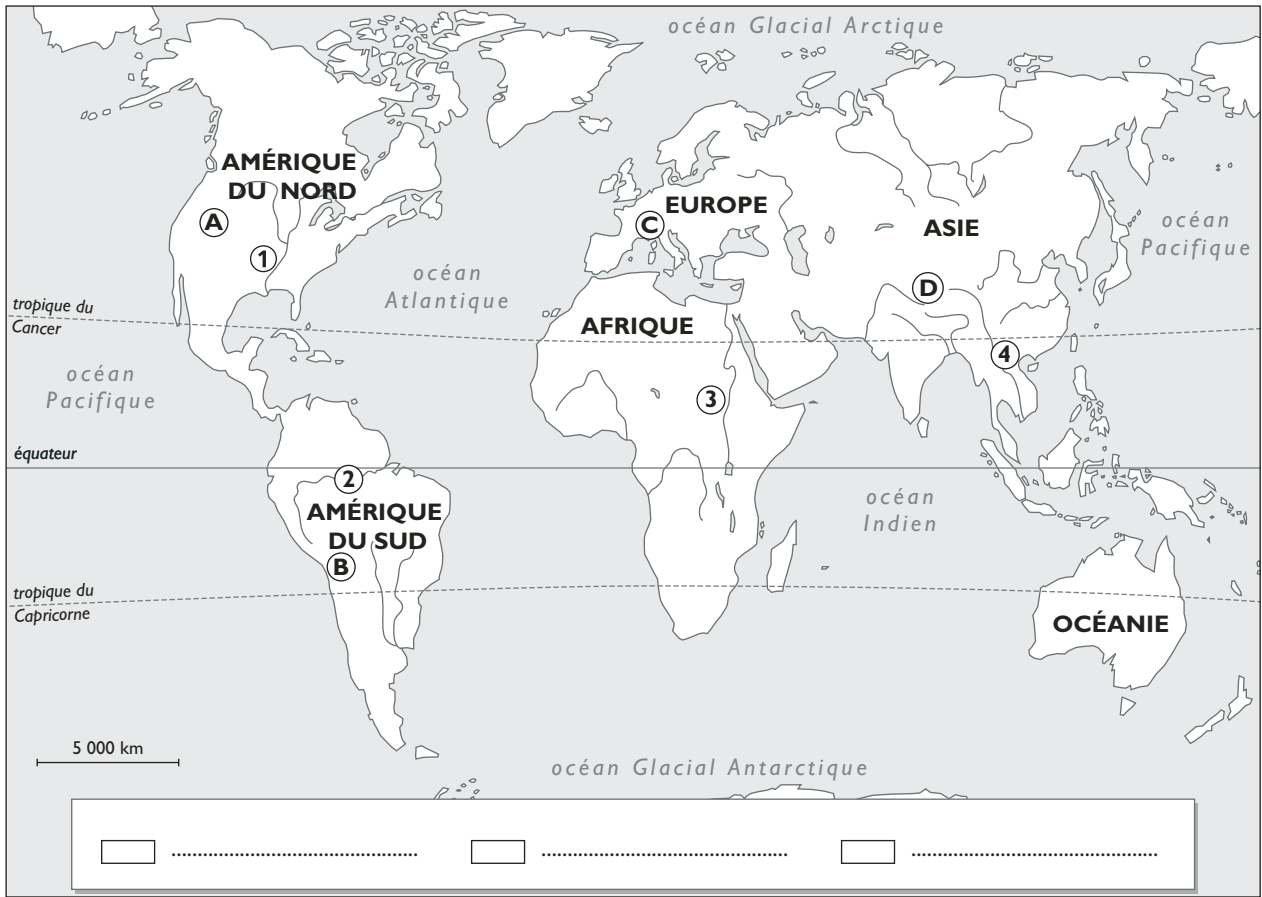 océan Glacial Arctique
AMÉRIQUE
DU NORD
A
1
EUROPE
C
ASIE
océan
Pacifique
océan
Atlantique
D
tropique du
Cancer
AFRIQUE
4
océan
Pacifique
3
équateur
2
AMÉRIQUE
DU SUD
B
océan
Indien
tropique du
Capricorne
OCÉANIE
5 000 km
océan Glacial Antarctique